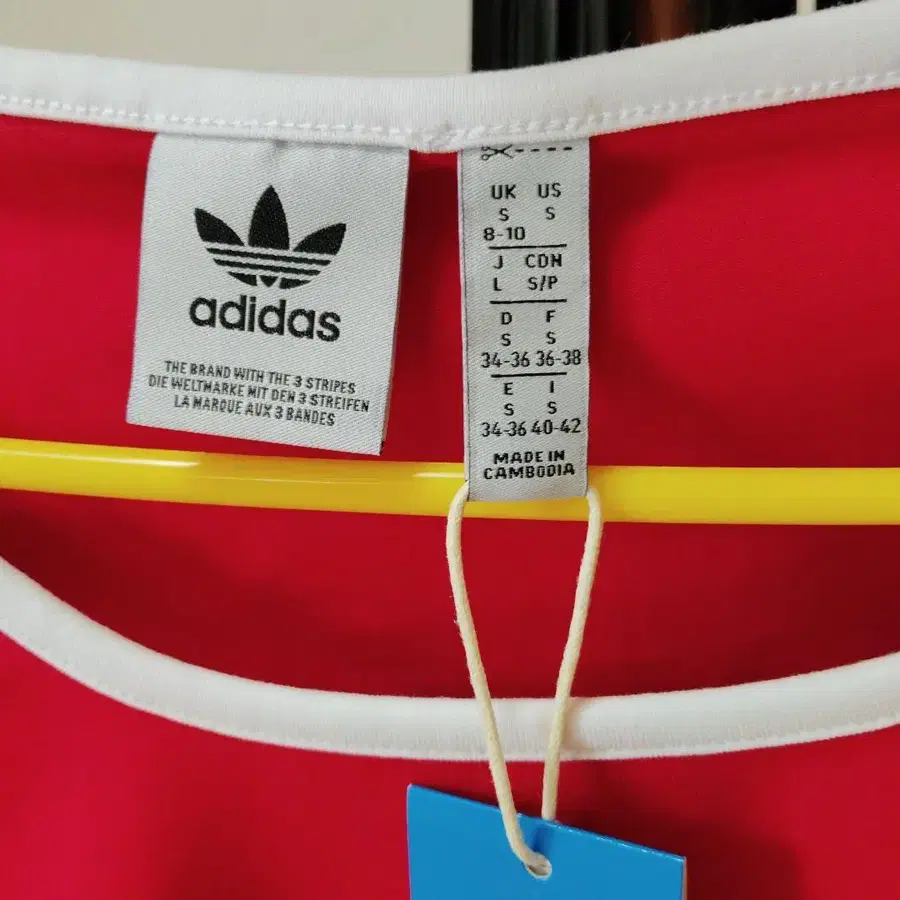 adidas
THE BRAND WITH THE 3 STRIPES
DIE WELTMARKE MIT DEN 3 STREIFEN
LA MARQUE AUX 3 BANDES
UK US
S S
8-10
J CDN
L S/P
D F
S S
34-36 36-38
E I
S S
34-36 40-42
MADE IN
CAMBODIA